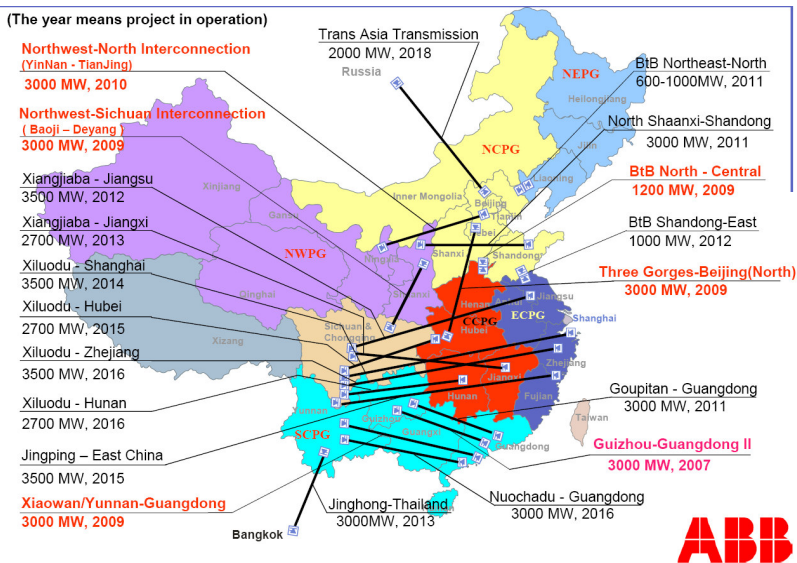 (The year means project in operation)
Northwest-North Interconnection
(YinNan - TianJing)
3000 MW, 2010
Northwest-Sichuan Interconnection
( Baoji – Deyang )
3000 MW, 2009
Xiangjiaba - Jiangsu
3500 MW, 2012
Xiangjiaba - Jiangxi
2700 MW, 2013
Xiluodu - Shanghai
3500 MW, 2014
Xiluodu - Hubei
2700 MW, 2015
Xiluodu - Zhejiang
3500 MW, 2016
Xiluodu - Hunan
2700 MW, 2016
Jingping – East China
3500 MW, 2015
Xiaowan/Yunnan-Guangdong
3000 MW, 2009
Trans Asia Transmission
2000 MW, 2018
Russia
BtB Northeast-North
600-1000MW, 2011
North Shaanxi-Shandong
3000 MW, 2011
BtB North - Central
1200 MW, 2009
BtB Shandong-East
1000 MW, 2012
Three Gorges-Beijing(North)
3000 MW, 2009
Goupitan - Guangdong
3000 MW, 2011
Guizhou-Guangdong II
3000 MW, 2007
Nuochadu - Guangdong
3000 MW, 2016
Jinghong-Thailand
3000MW, 2013
Bangkok
NEPG
Heilongjiang
Jilin
Liaoning
NCPG
Inner Mongolia
Beijing
Tianjin
Hebei
Shanxi
Shandong
Xinjiang
Gansu
NWPG
Ningxia
Qinghai
Shaanxi
Xizang
Sichuan &
Chongqing
Henan
CCPG
Hubei
Hunan
Jiangxi
Anhui
Jiangsu
ECPG
Shanghai
Zhejiang
Fujian
Taiwan
Yunnan
Guizhou
SCPG
Guangxi
Guangdong
ABB